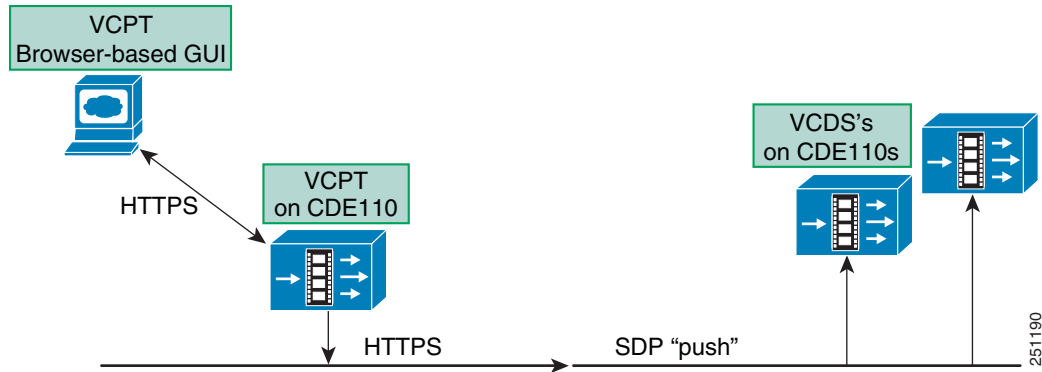 VCPT
Browser-based GUI
VCDS's
on CDE110s
HTTPS
VCPT
on CDE110
HTTPS
SDP “push”
251190